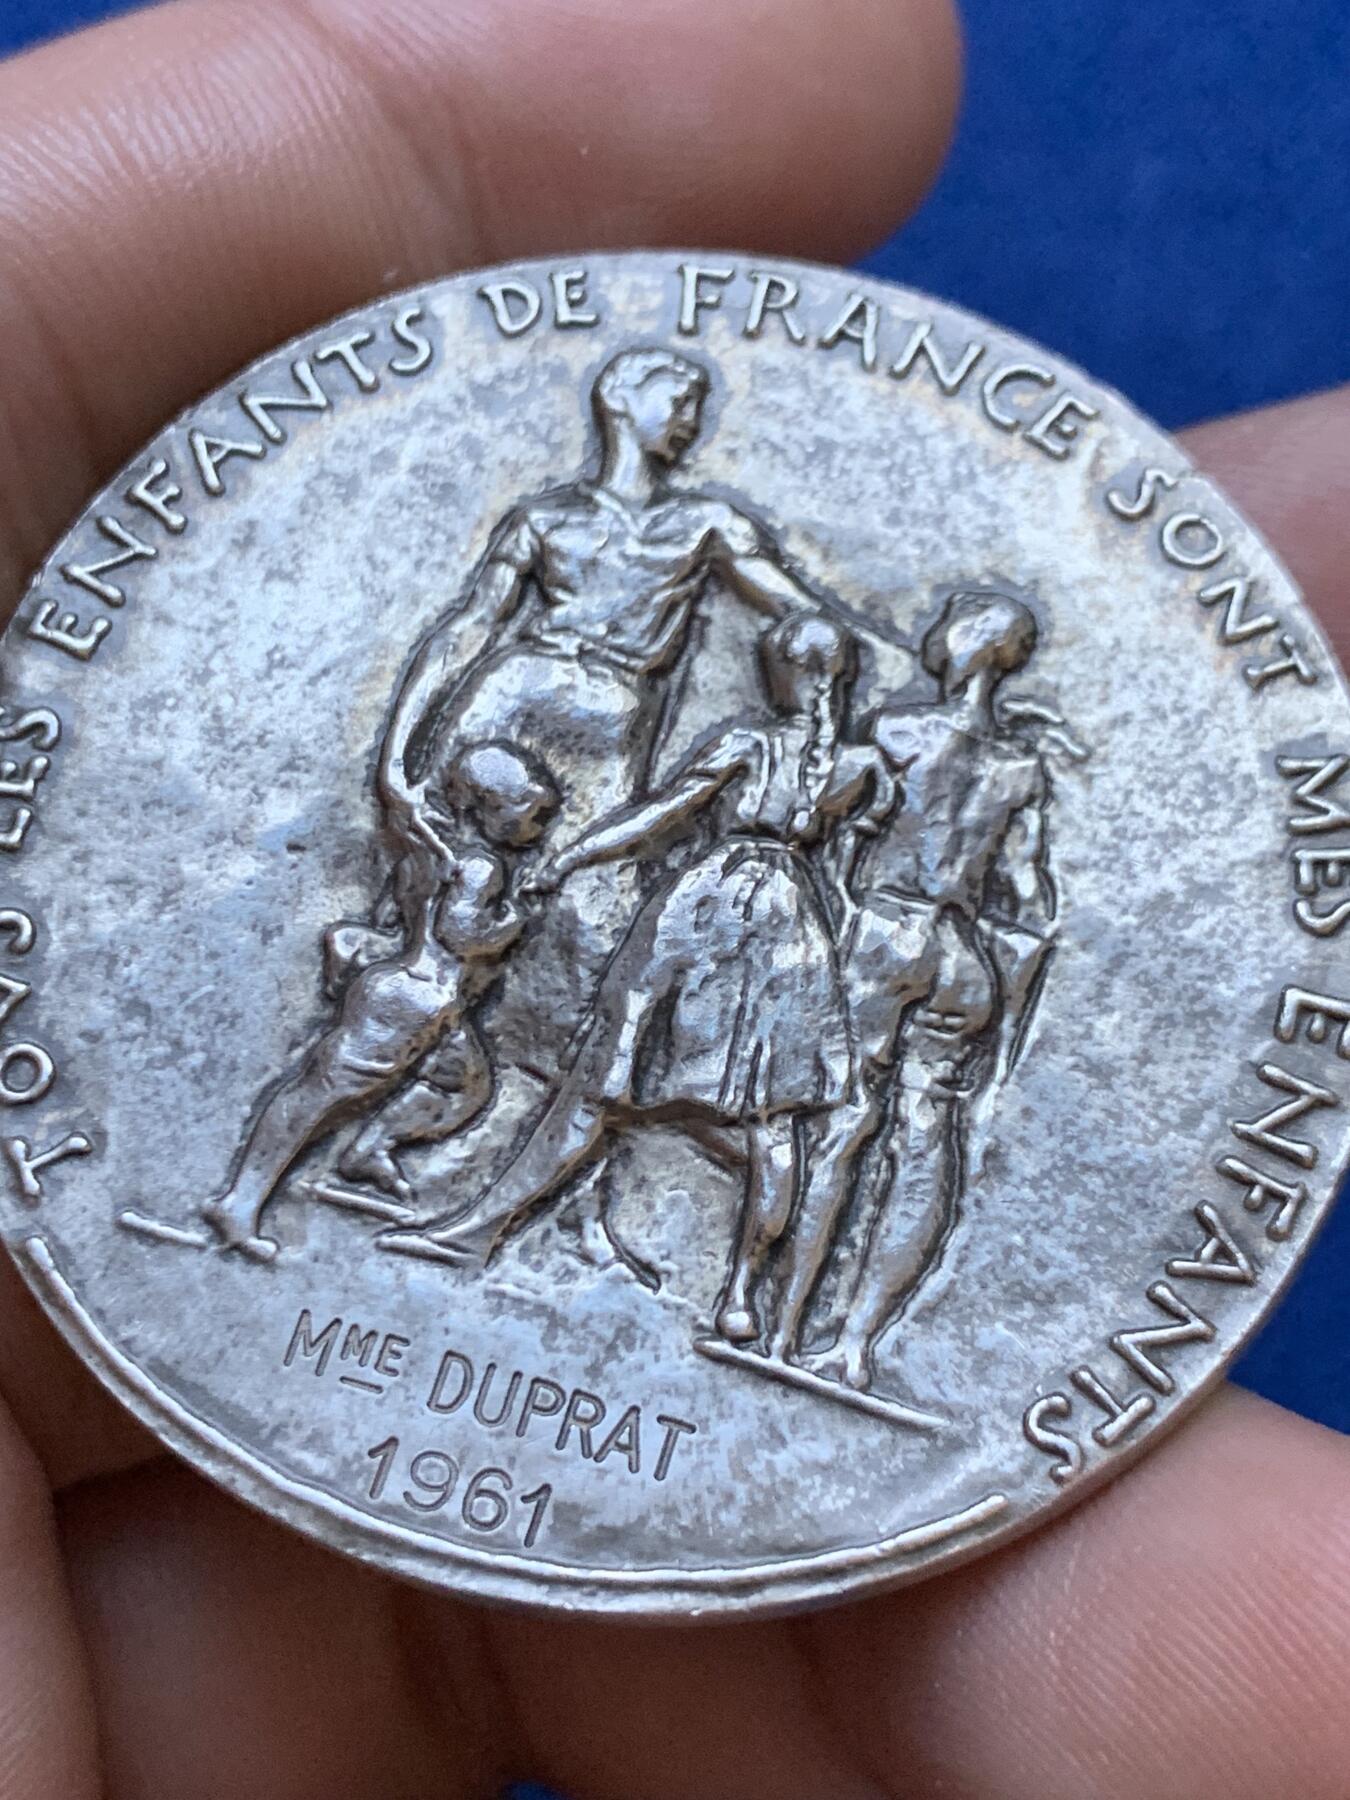 TOUS LES ENFANTS DE FRANCE SONT MES ENFANTS
MME DUPRAT
1961